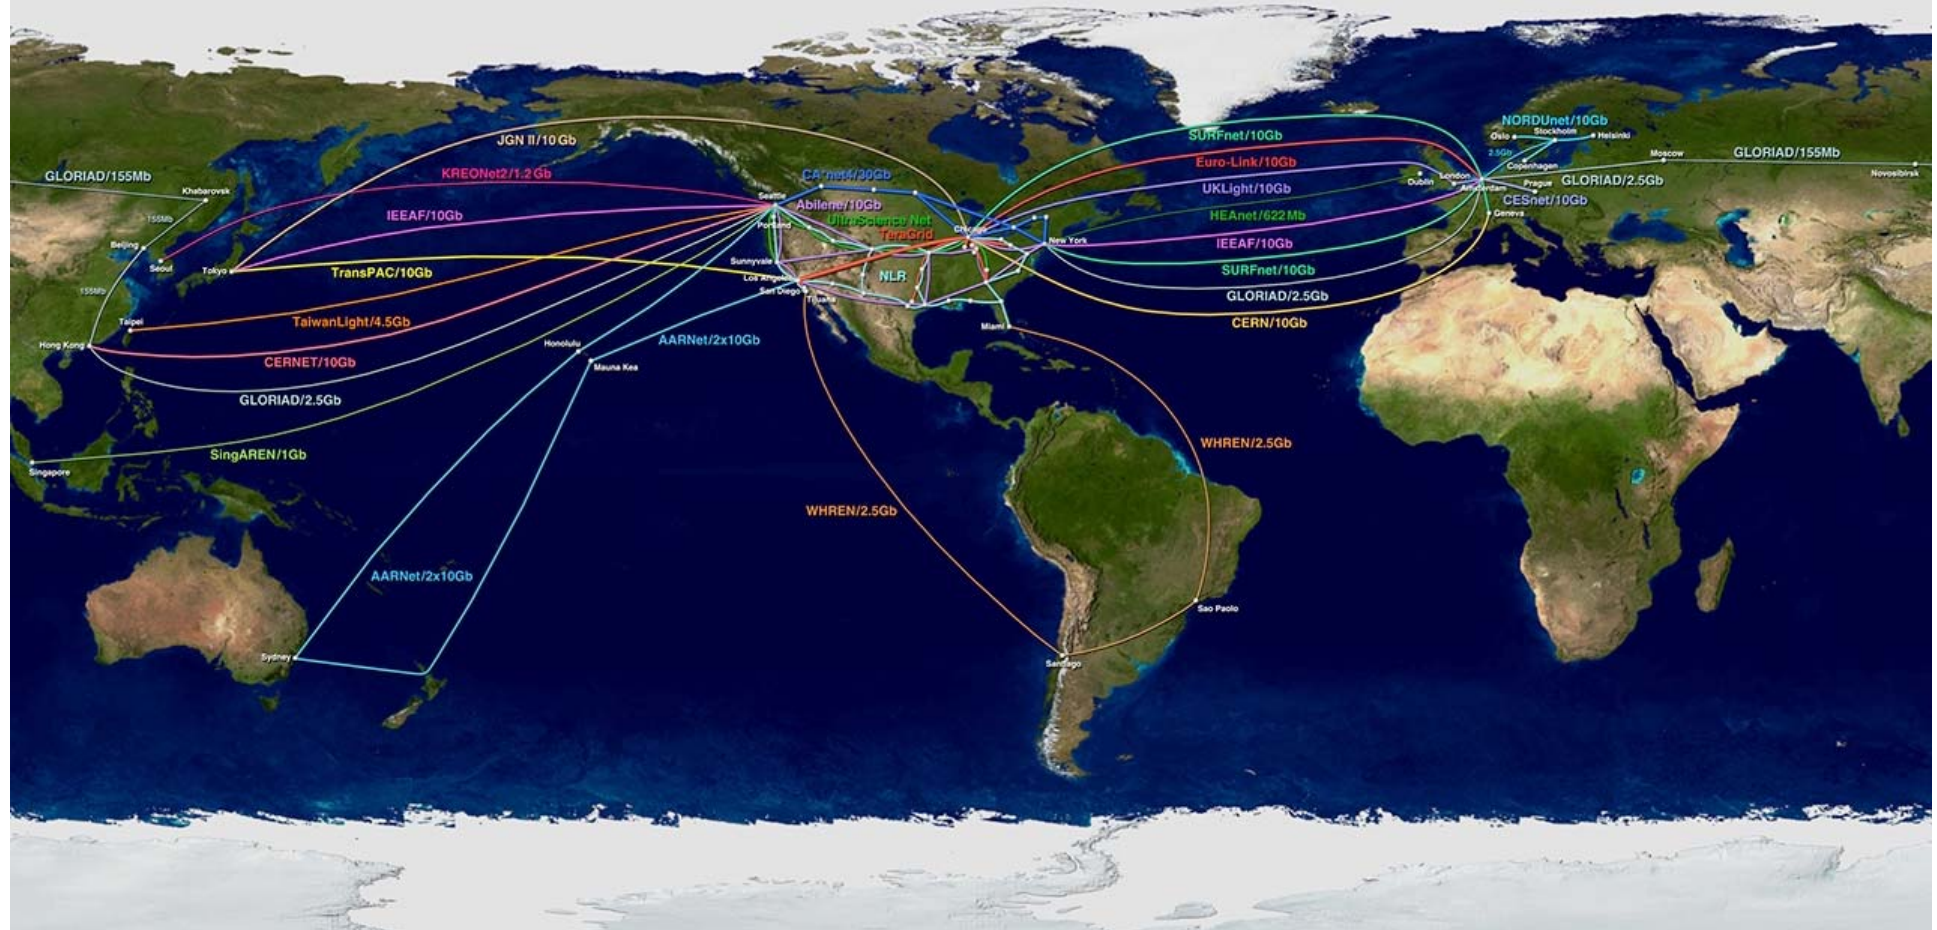 NORDUnet/10Gb
Stockholm
Oslo
Helsinki
SURFnet/10Gb
JGN II/10Gb
2.5Gb
Moscow
GLORIAD/155Mb
Euro-Link/10Gb
Copenhagen
KREONet2/1.2Gb
CA*net4/30Gb
GLORIAD/155Mb
Novosibirsk
London
Dublin
GLORIAD/2.5Gb
Prague
Amsterdam
UKLight/10Gb
Khabarovsk
Seattle
CESnet/10Gb
Abilene/10Gb
Geneva
IEEAF/10Gb
HEAnet/622Mb
155Mb
UltraScience Net
Portland
Chicago
TeraGrid
Beijing
New York
IEEAF/10Gb
Sunnyvale
Seoul
Tokyo
TransPAC/10Gb
SURFnet/10Gb
NLR
Los Angeles
155Mb
San Diego
GLORIAD/2.5Gb
Tijuana
Taipei
TaiwanLight/4.5Gb
CERN/10Gb
Miami
AARNet/2x10Gb
Honolulu
Hong Kong
CERNET/10Gb
Mauna Kea
GLORIAD/2.5Gb
WHREN/2.5Gb
SingAREN/1Gb
Singapore
WHREN/2.5Gb
AARNet/2x10Gb
Sao Paolo
Sydney
Santiago